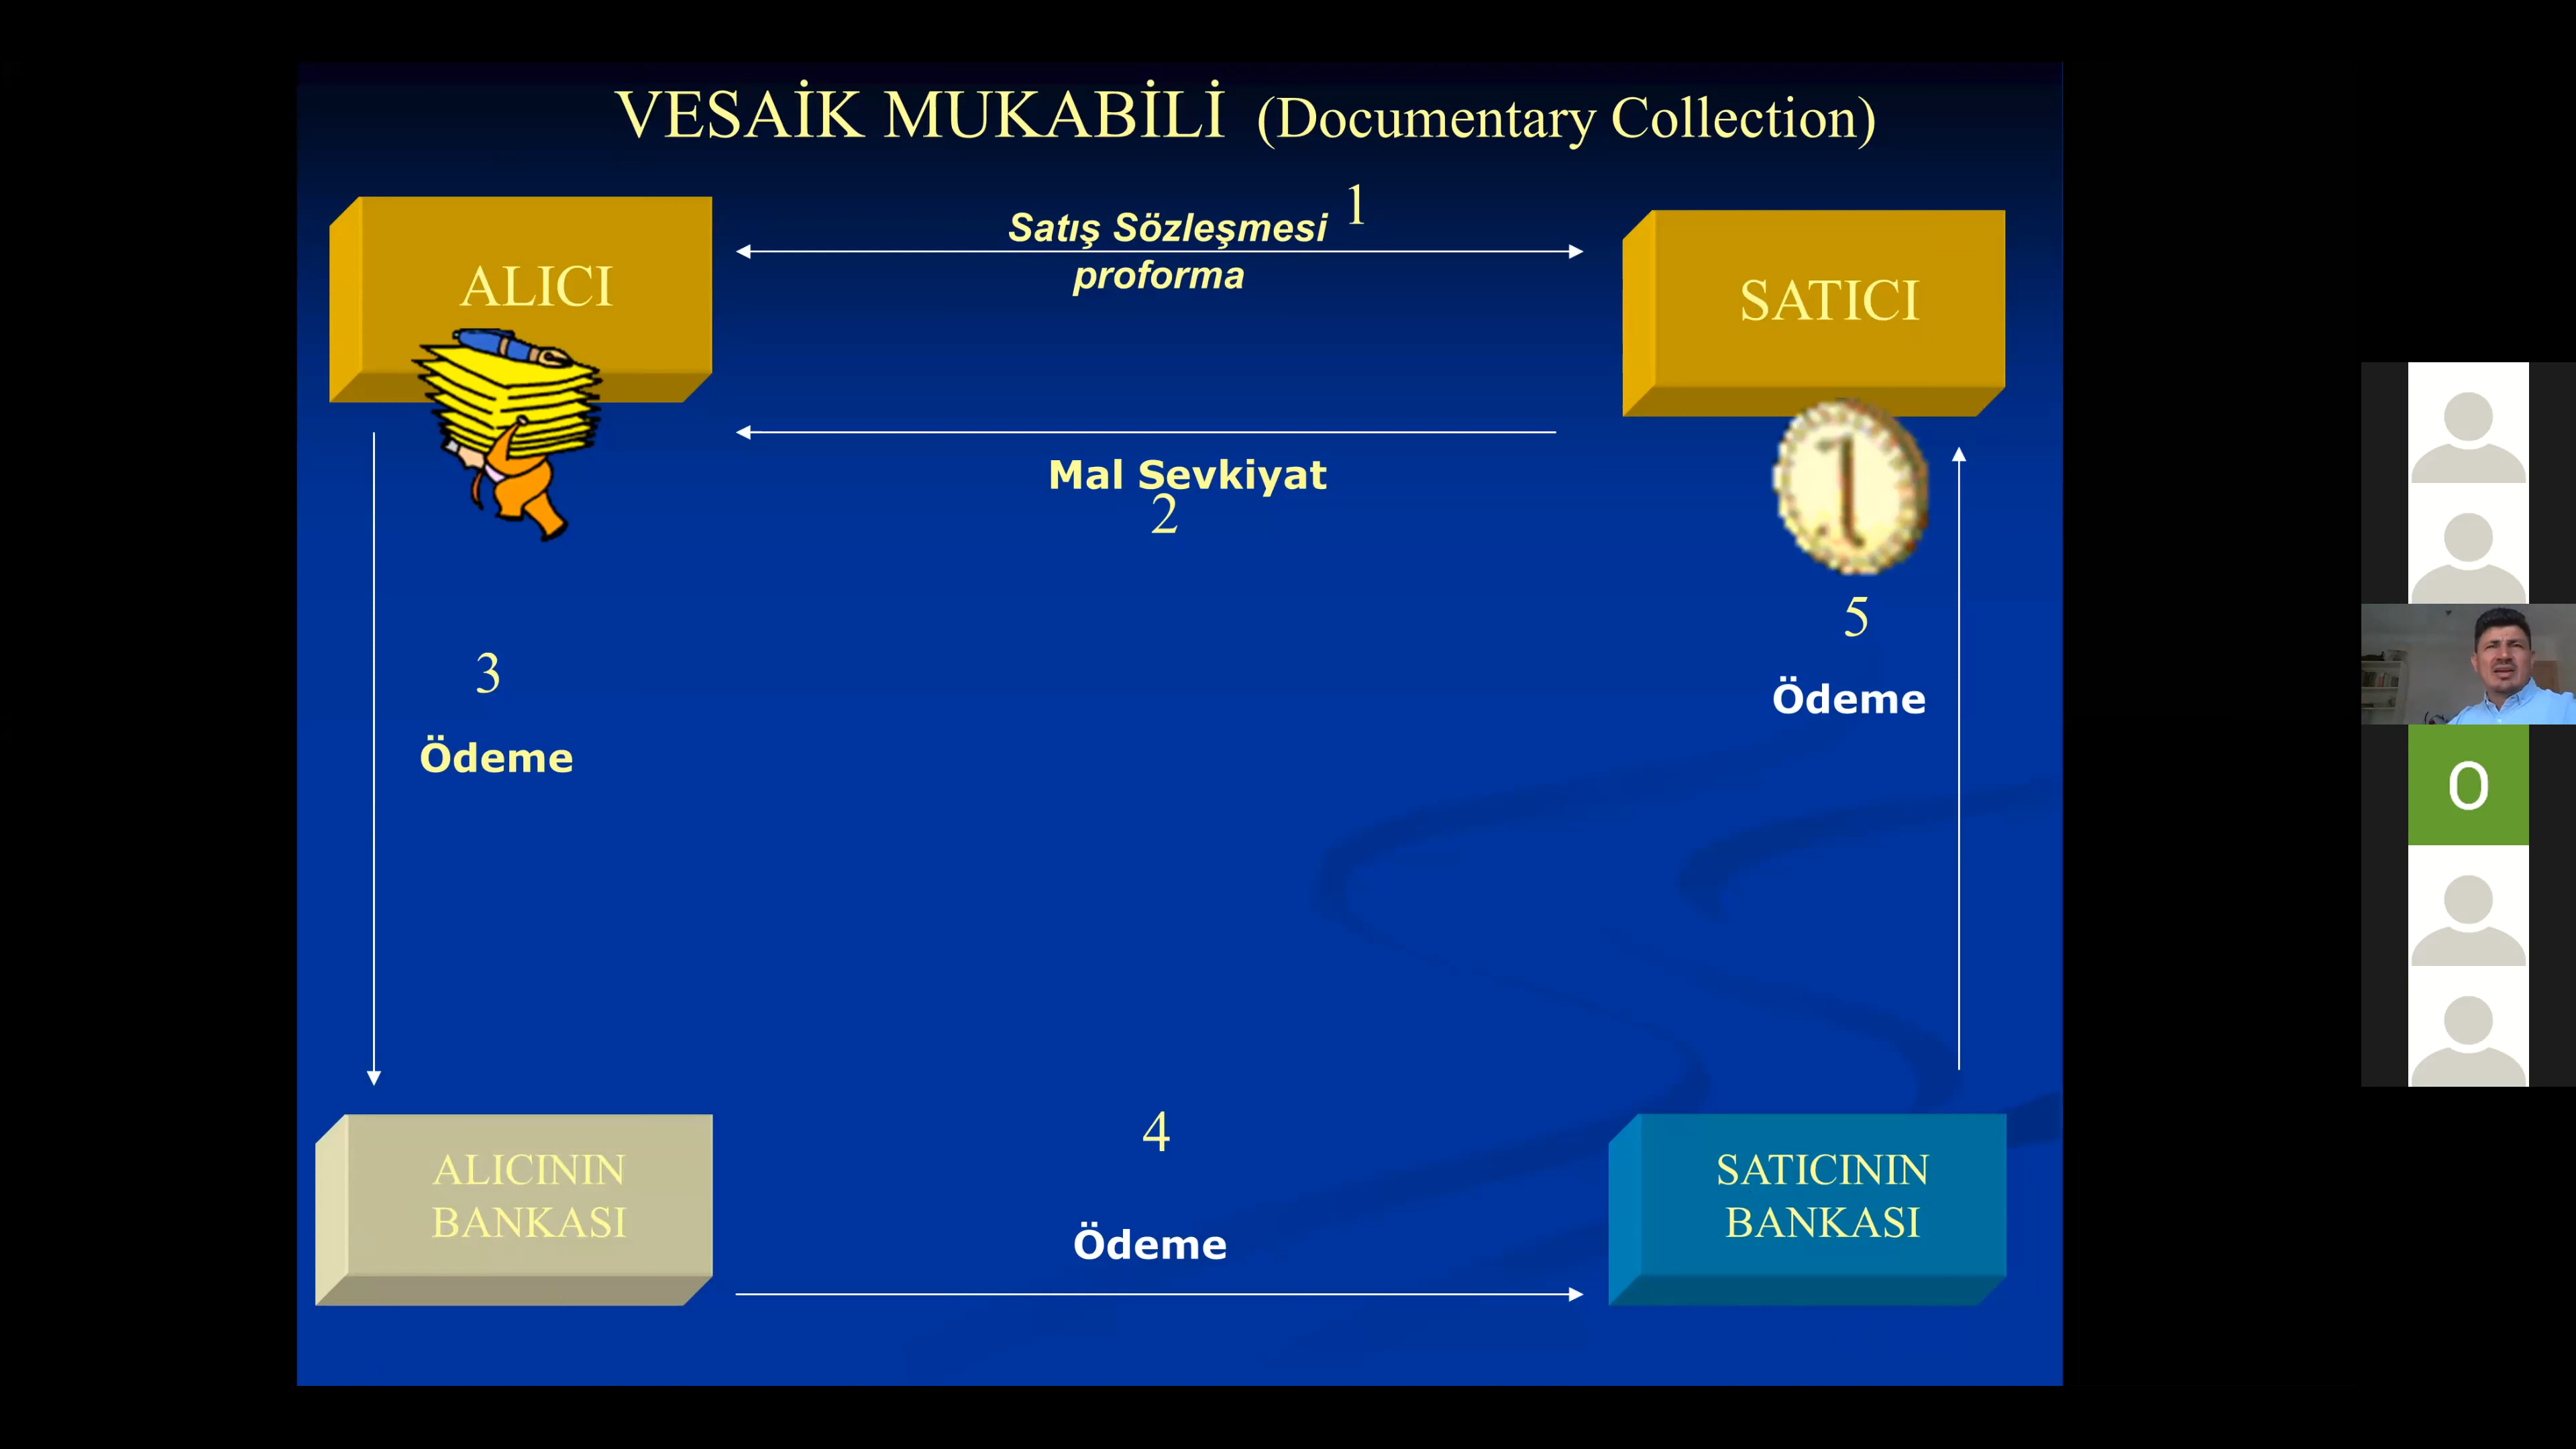 VESAİK MUKABİLİ (Documentary Collection)
1
Satış Sözleşmesi
proforma
ALICI
SATICI
Mal Sevkiyat
2
3
Ödeme
5
Ödeme
4
Ödeme
ALICININ
BANKASI
SATICININ
BANKASI
O